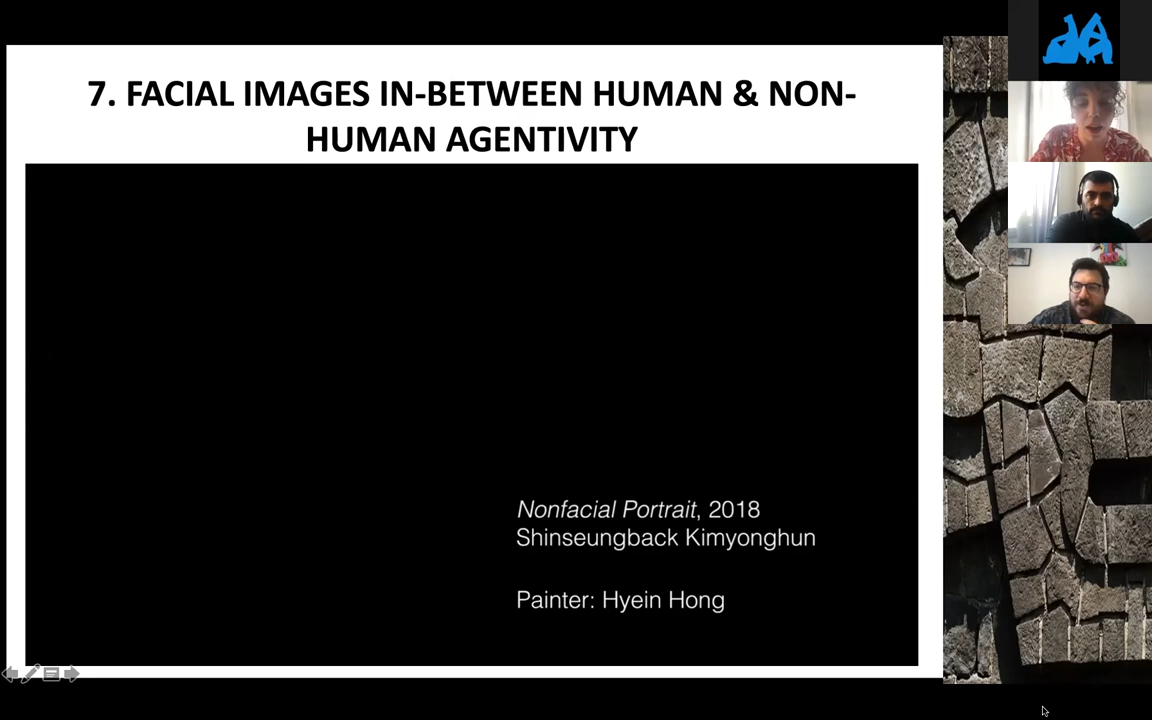 7. FACIAL IMAGES IN-BETWEEN HUMAN & NON-
HUMAN AGENTIVITY
Nonfacial Portrait, 2018
Shinseungback Kimyonghun
Painter: Hyein Hong